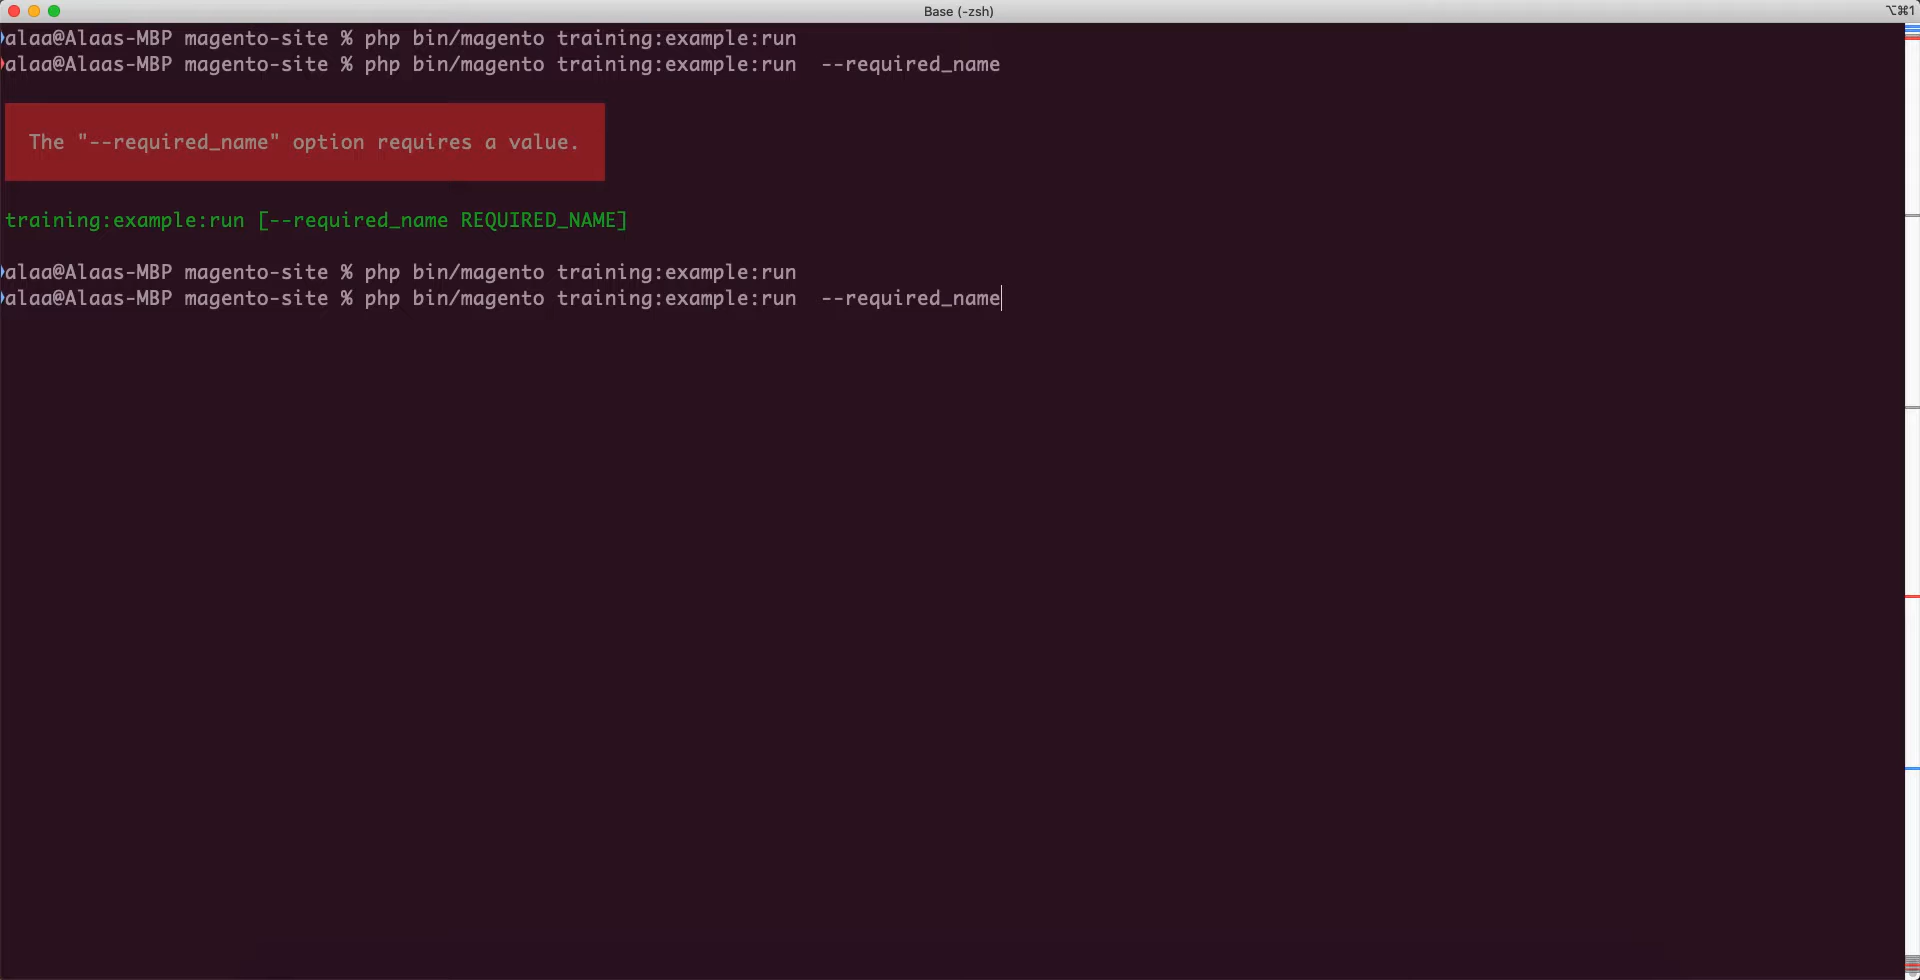 Base (-zsh)
⌥⌘1
alaa@Alaas-MBP magento-site % php bin/magento training:example:run
alaa@Alaas-MBP magento-site % php bin/magento training:example:run  --required_name
The "--required_name" option requires a value.
training:example:run [--required_name REQUIRED_NAME]
alaa@Alaas-MBP magento-site % php bin/magento training:example:run
alaa@Alaas-MBP magento-site % php bin/magento training:example:run  --required_name